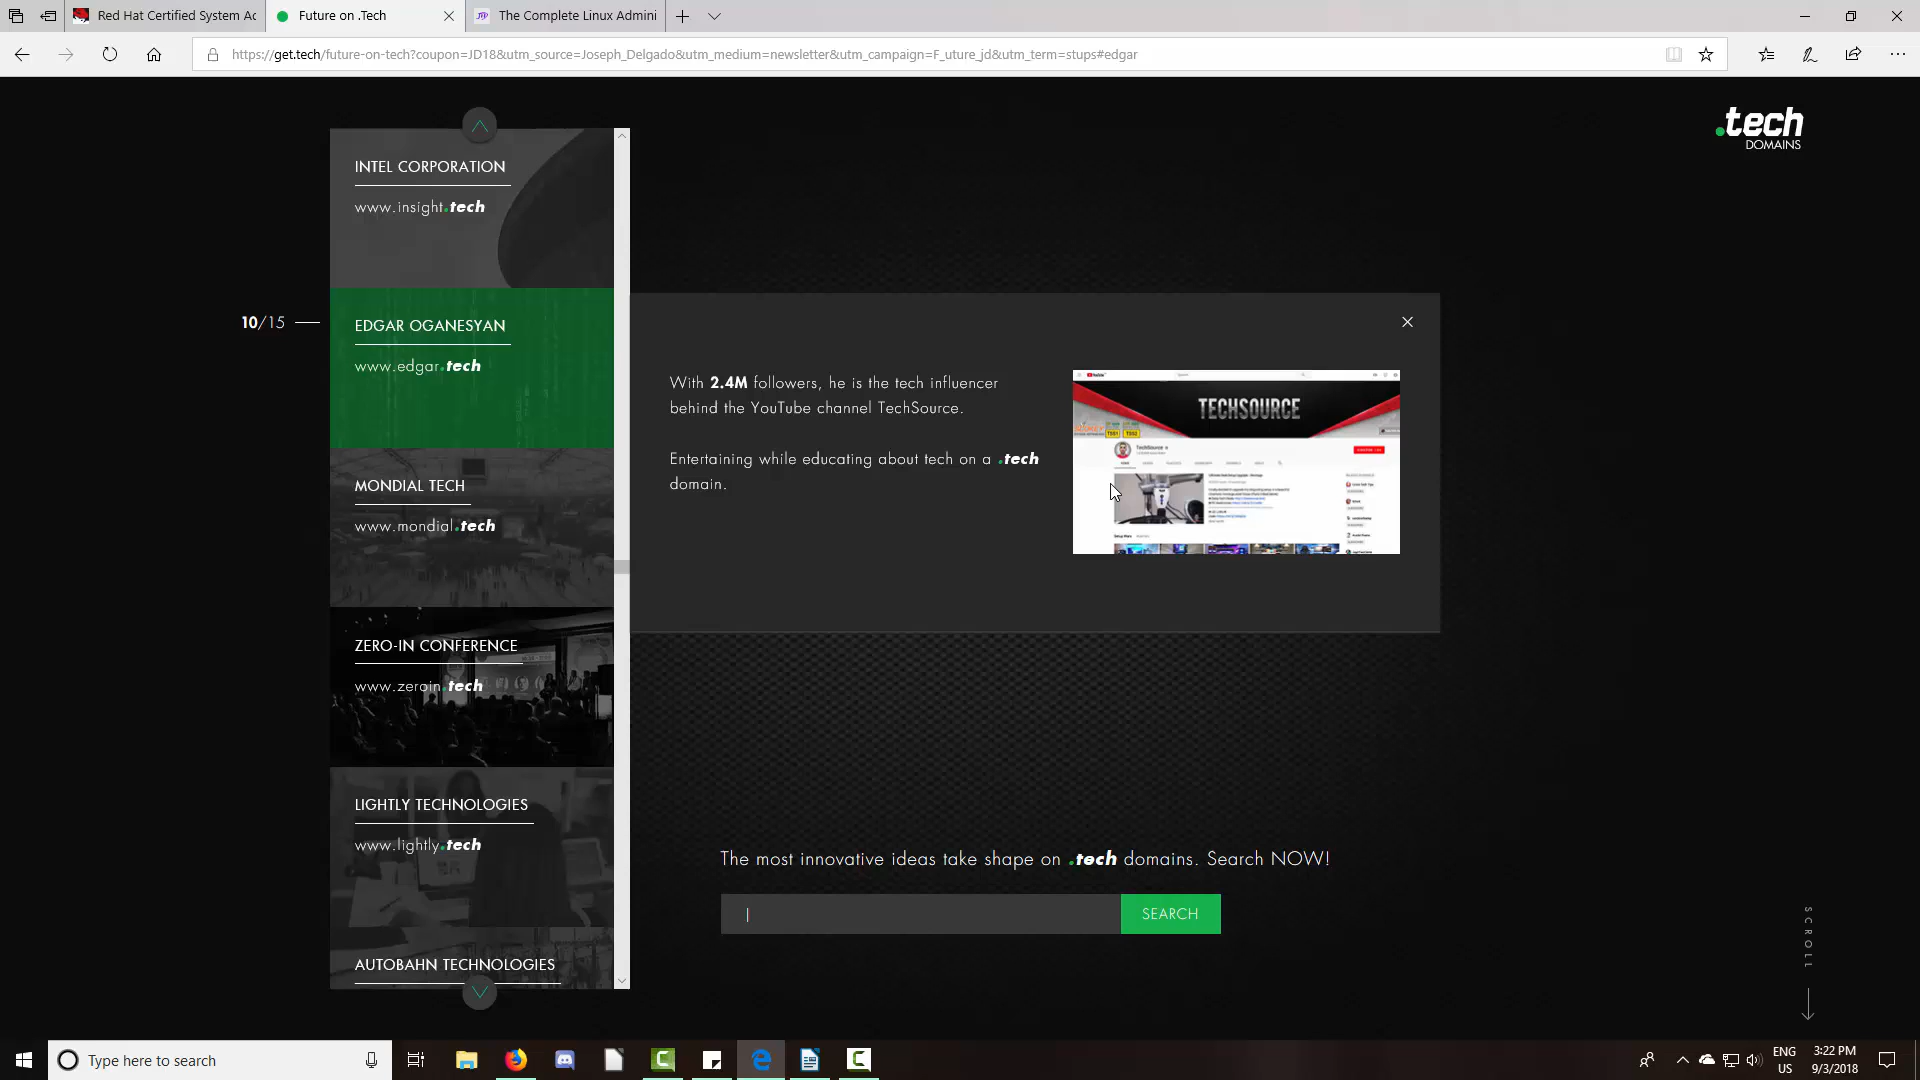 Red Hat Certified System Ac
Future on .Tech
The Complete Linux Admini
https://get.tech/future-on-tech?coupon=JD18&utm_source=Joseph_Delgado&utm_medium=newsletter&utm_campaign=F_uture_jd&utm_term=stups#edgar
.tech
DOMAINS
INTEL CORPORATION
www.insight.tech
10/15
EDGAR OGANESYAN
www.edgar.tech
With 2.4M followers, he is the tech influencer
behind the YouTube channel TechSource.
Entertaining while educating about tech on a .tech
domain.
TECHSOURCE
MONDIAL TECH
www.mondial.tech
ZERO-IN CONFERENCE
www.zeroin.tech
LIGHTLY TECHNOLOGIES
www.lightly.tech
AUTOBAHN TECHNOLOGIES
The most innovative ideas take shape on .tech domains. Search NOW!
SEARCH
SCROLL
Type here to search
ENG
US
3:22 PM
9/3/2018